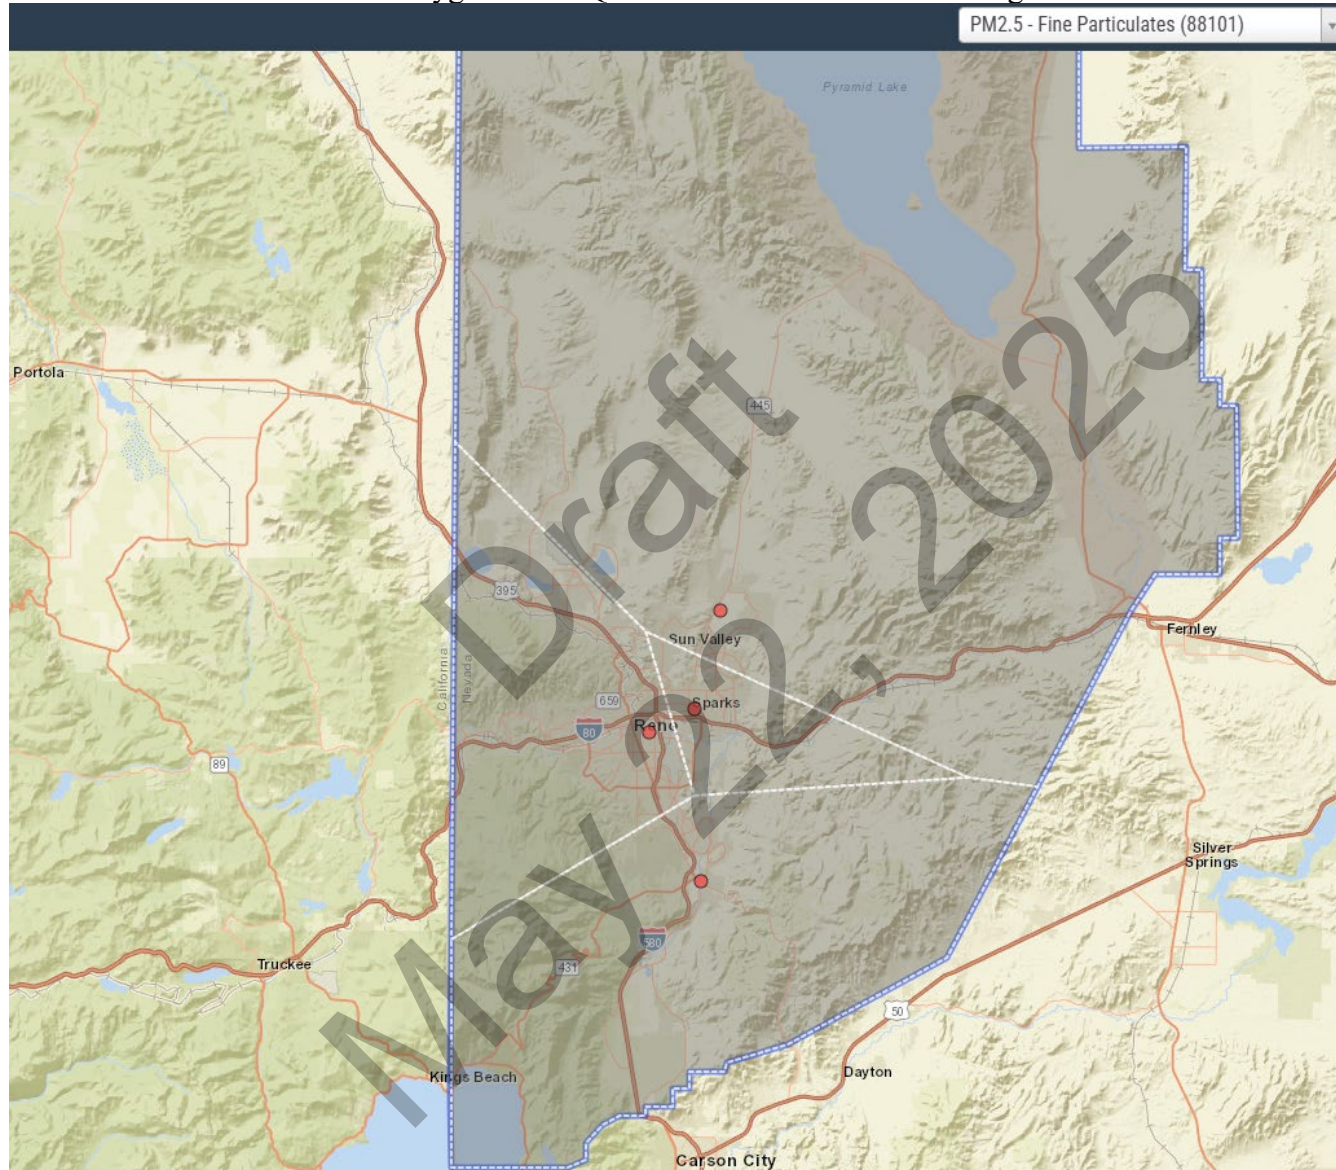 PM2.5 - Fine Particulates (88101)
Pyramid Lake
Portola
445
395
Sun Valley
Fernley
California
Nevada
659
Sparks
Reno
80
89
Silver
Springs
Truckee
580
431
50
Kings Beach
Dayton
Carson City
Draft
May 22, 2025